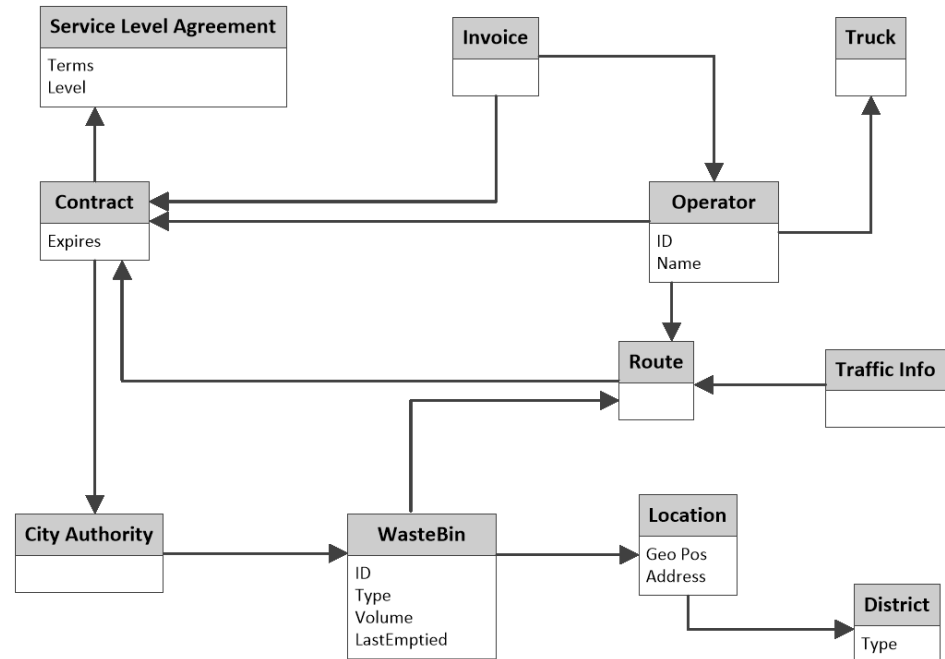 Service Level Agreement
Terms
Level
Invoice
Truck
Contract
Expires
Operator
ID
Name
Route
Traffic Info
City Authority
WasteBin
ID
Type
Volume
LastEmptied
Location
Geo Pos
Address
District
Type